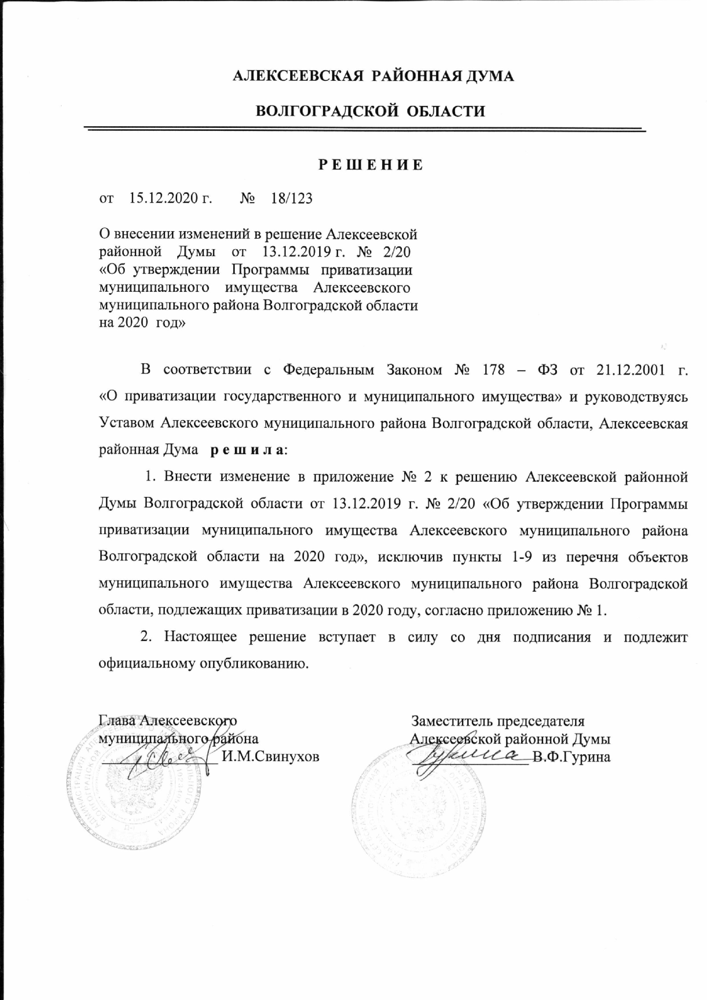 АЛЕКСЕЕВСКАЯ РАЙОННАЯ ДУМА
ВОЛГОГРАДСКОЙ ОБЛАСТИ
Р Е Ш Е Н И Е
от 15.12.2020 г. № 18/123
О внесении изменений в решение Алексеевской
районной Думы от 13.12.2019 г. № 2/20
«Об утверждении Программы приватизации
муниципального имущества Алексеевского
муниципального района Волгоградской области
на 2020 год»
В соответствии с Федеральным Законом № 178 – ФЗ от 21.12.2001 г.
«О приватизации государственного и муниципального имущества» и руководствуясь
Уставом Алексеевского муниципального района Волгоградской области, Алексеевская
районная Дума р е ш и л а:
1. Внести изменение в приложение № 2 к решению Алексеевской районной
Думы Волгоградской области от 13.12.2019 г. № 2/20 «Об утверждении Программы
приватизации муниципального имущества Алексеевского муниципального района
Волгоградской области на 2020 год», исключив пункты 1-9 из перечня объектов
муниципального имущества Алексеевского муниципального района Волгоградской
области, подлежащих приватизации в 2020 году, согласно приложению № 1.
2. Настоящее решение вступает в силу со дня подписания и подлежит
официальному опубликованию.
Глава Алексеевского
муниципального района
И.М.Свинухов
Заместитель председателя
Алексеевской районной Думы
В.Ф.Гурина
АДМИНИСТРАЦИЯ АЛЕКСЕЕВСКОГО МУНИЦИПАЛЬНОГО РАЙОНА
ВОЛГОГРАДСКОЙ ОБЛАСТИ